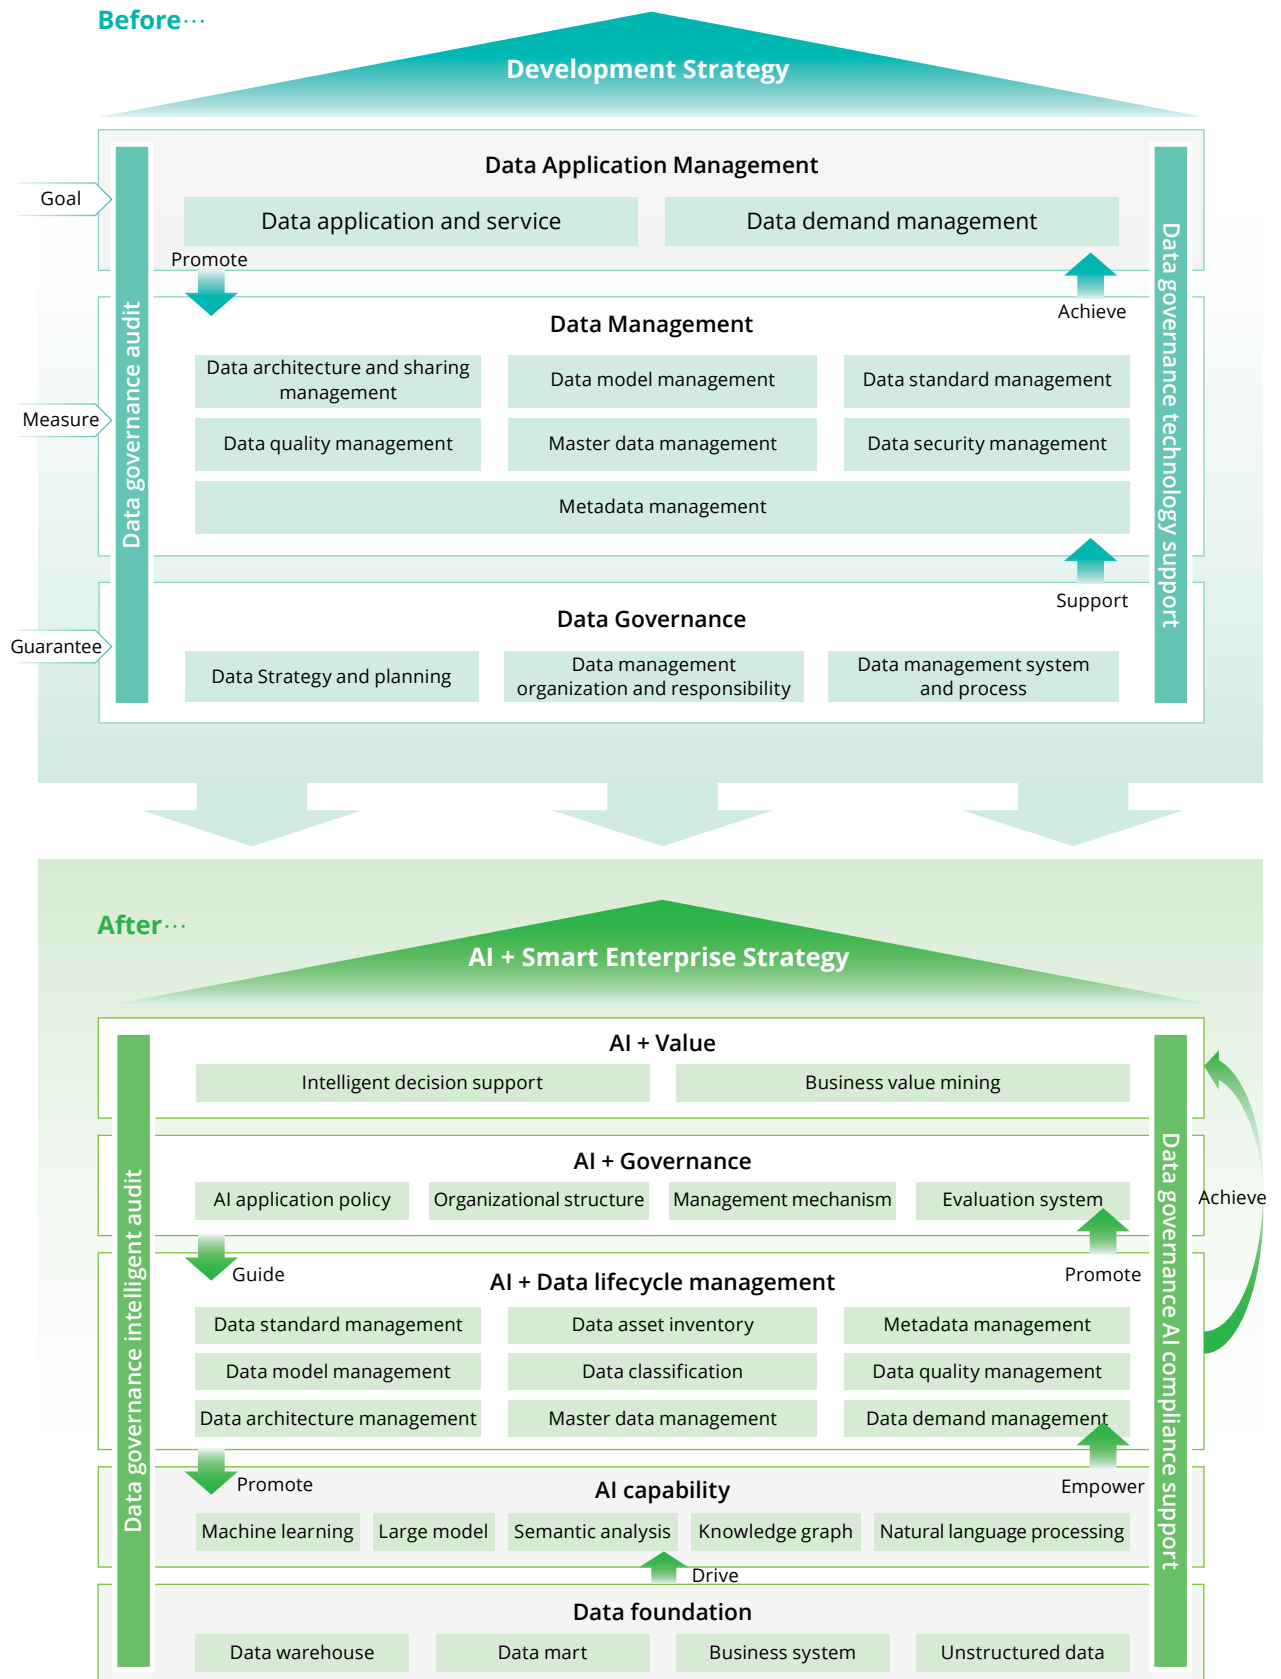 Before···
Development Strategy
Data Application Management
Goal
Data application and service
Data demand management
Promote
Achieve
Data governance audit
Data governance technology support
Data Management
Data architecture and sharing
management
Data model management
Data standard management
Measure
Data quality management
Master data management
Data security management
Metadata management
Support
Data Governance
Guarantee
Data Strategy and planning
Data management
organization and responsibility
Data management system
and process
After···
AI + Smart Enterprise Strategy
AI + Value
Intelligent decision support
Business value mining
Data governance intelligent audit
Data governance AI compliance support
AI + Governance
AI application policy
Organizational structure
Management mechanism
Evaluation system
Achieve
Guide
Promote
AI + Data lifecycle management
Data standard management
Data asset inventory
Metadata management
Data model management
Data classification
Data quality management
Data architecture management
Master data management
Data demand management
Promote
Empower
AI capability
Machine learning
Large model
Semantic analysis
Knowledge graph
Natural language processing
Drive
Data foundation
Data warehouse
Data mart
Business system
Unstructured data